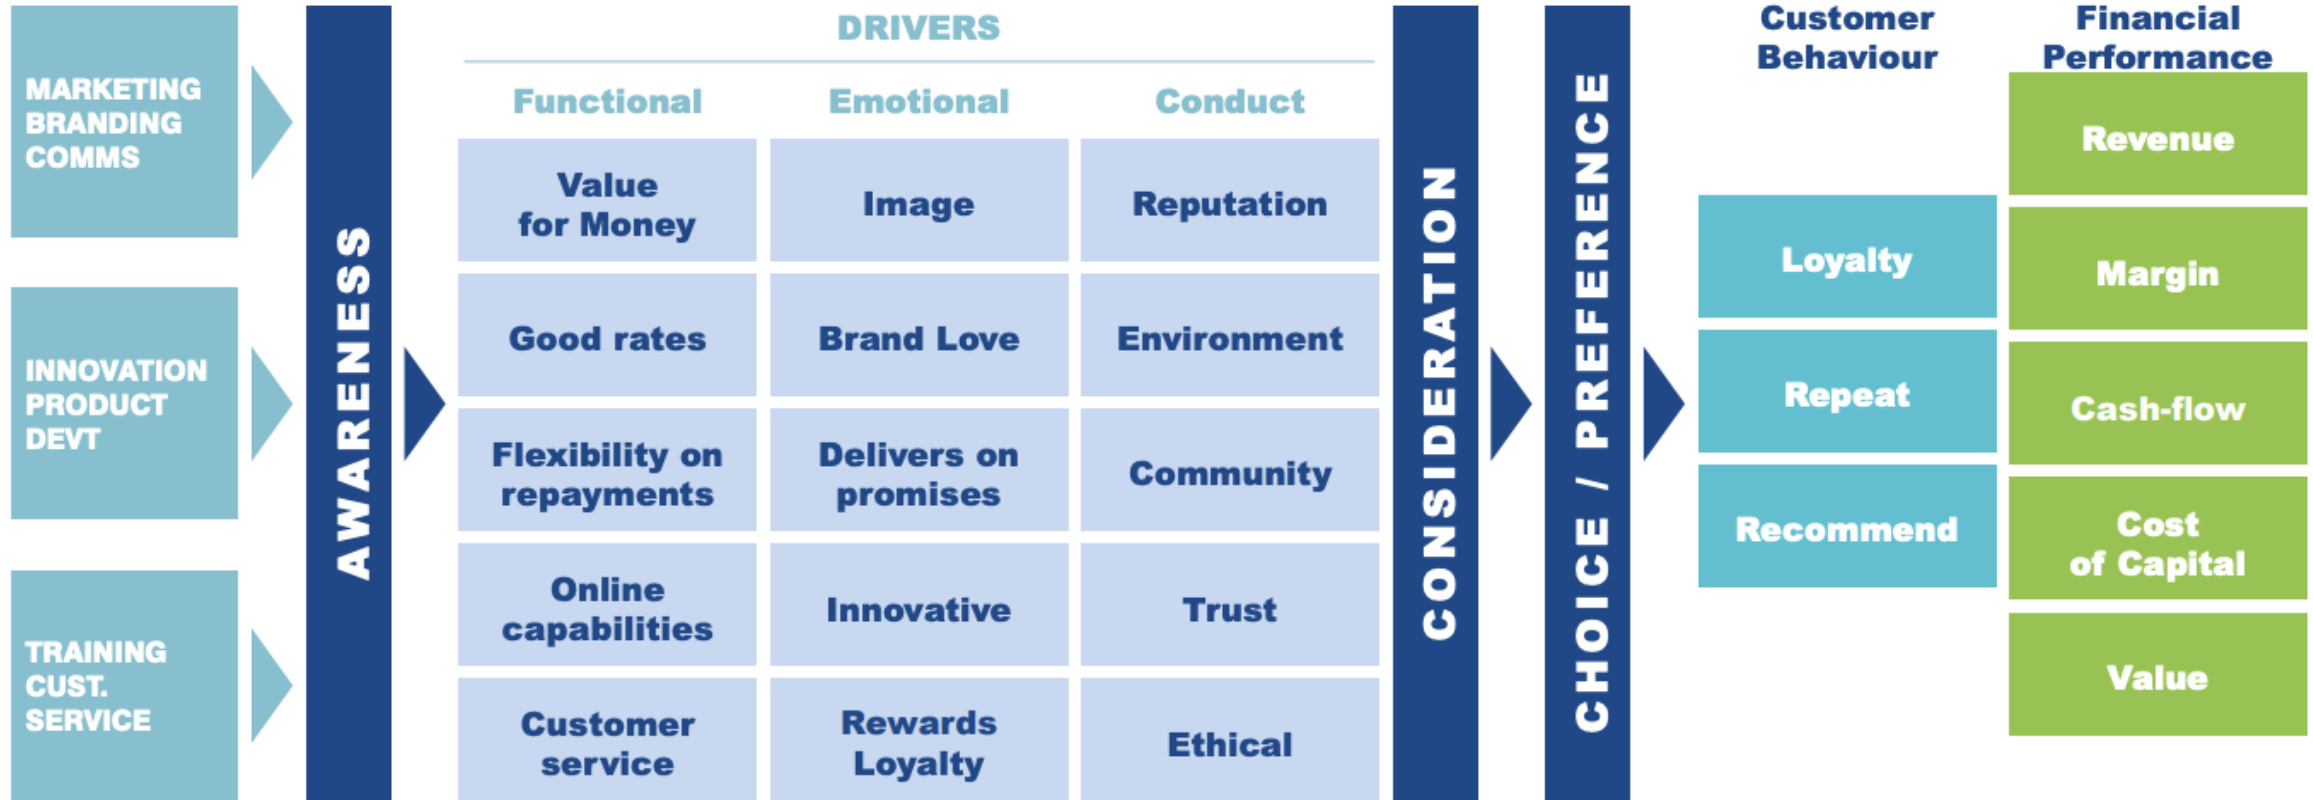 MARKETING
BRANDING
COMMS
INNOVATION
PRODUCT
DEVT
TRAINING
CUST.
SERVICE
AWARENESS
DRIVERS
Functional
Value
for Money
Good rates
Flexibility on
repayments
Online
capabilities
Customer
service
Emotional
Image
Brand Love
Delivers on
promises
Innovative
Rewards
Loyalty
Conduct
Reputation
Environment
Community
Trust
Ethical
CONSIDERATION
CHOICE / PREFERENCE
Customer
Behaviour
Loyalty
Repeat
Recommend
Financial
Performance
Revenue
Margin
Cash-flow
Cost
of Capital
Value